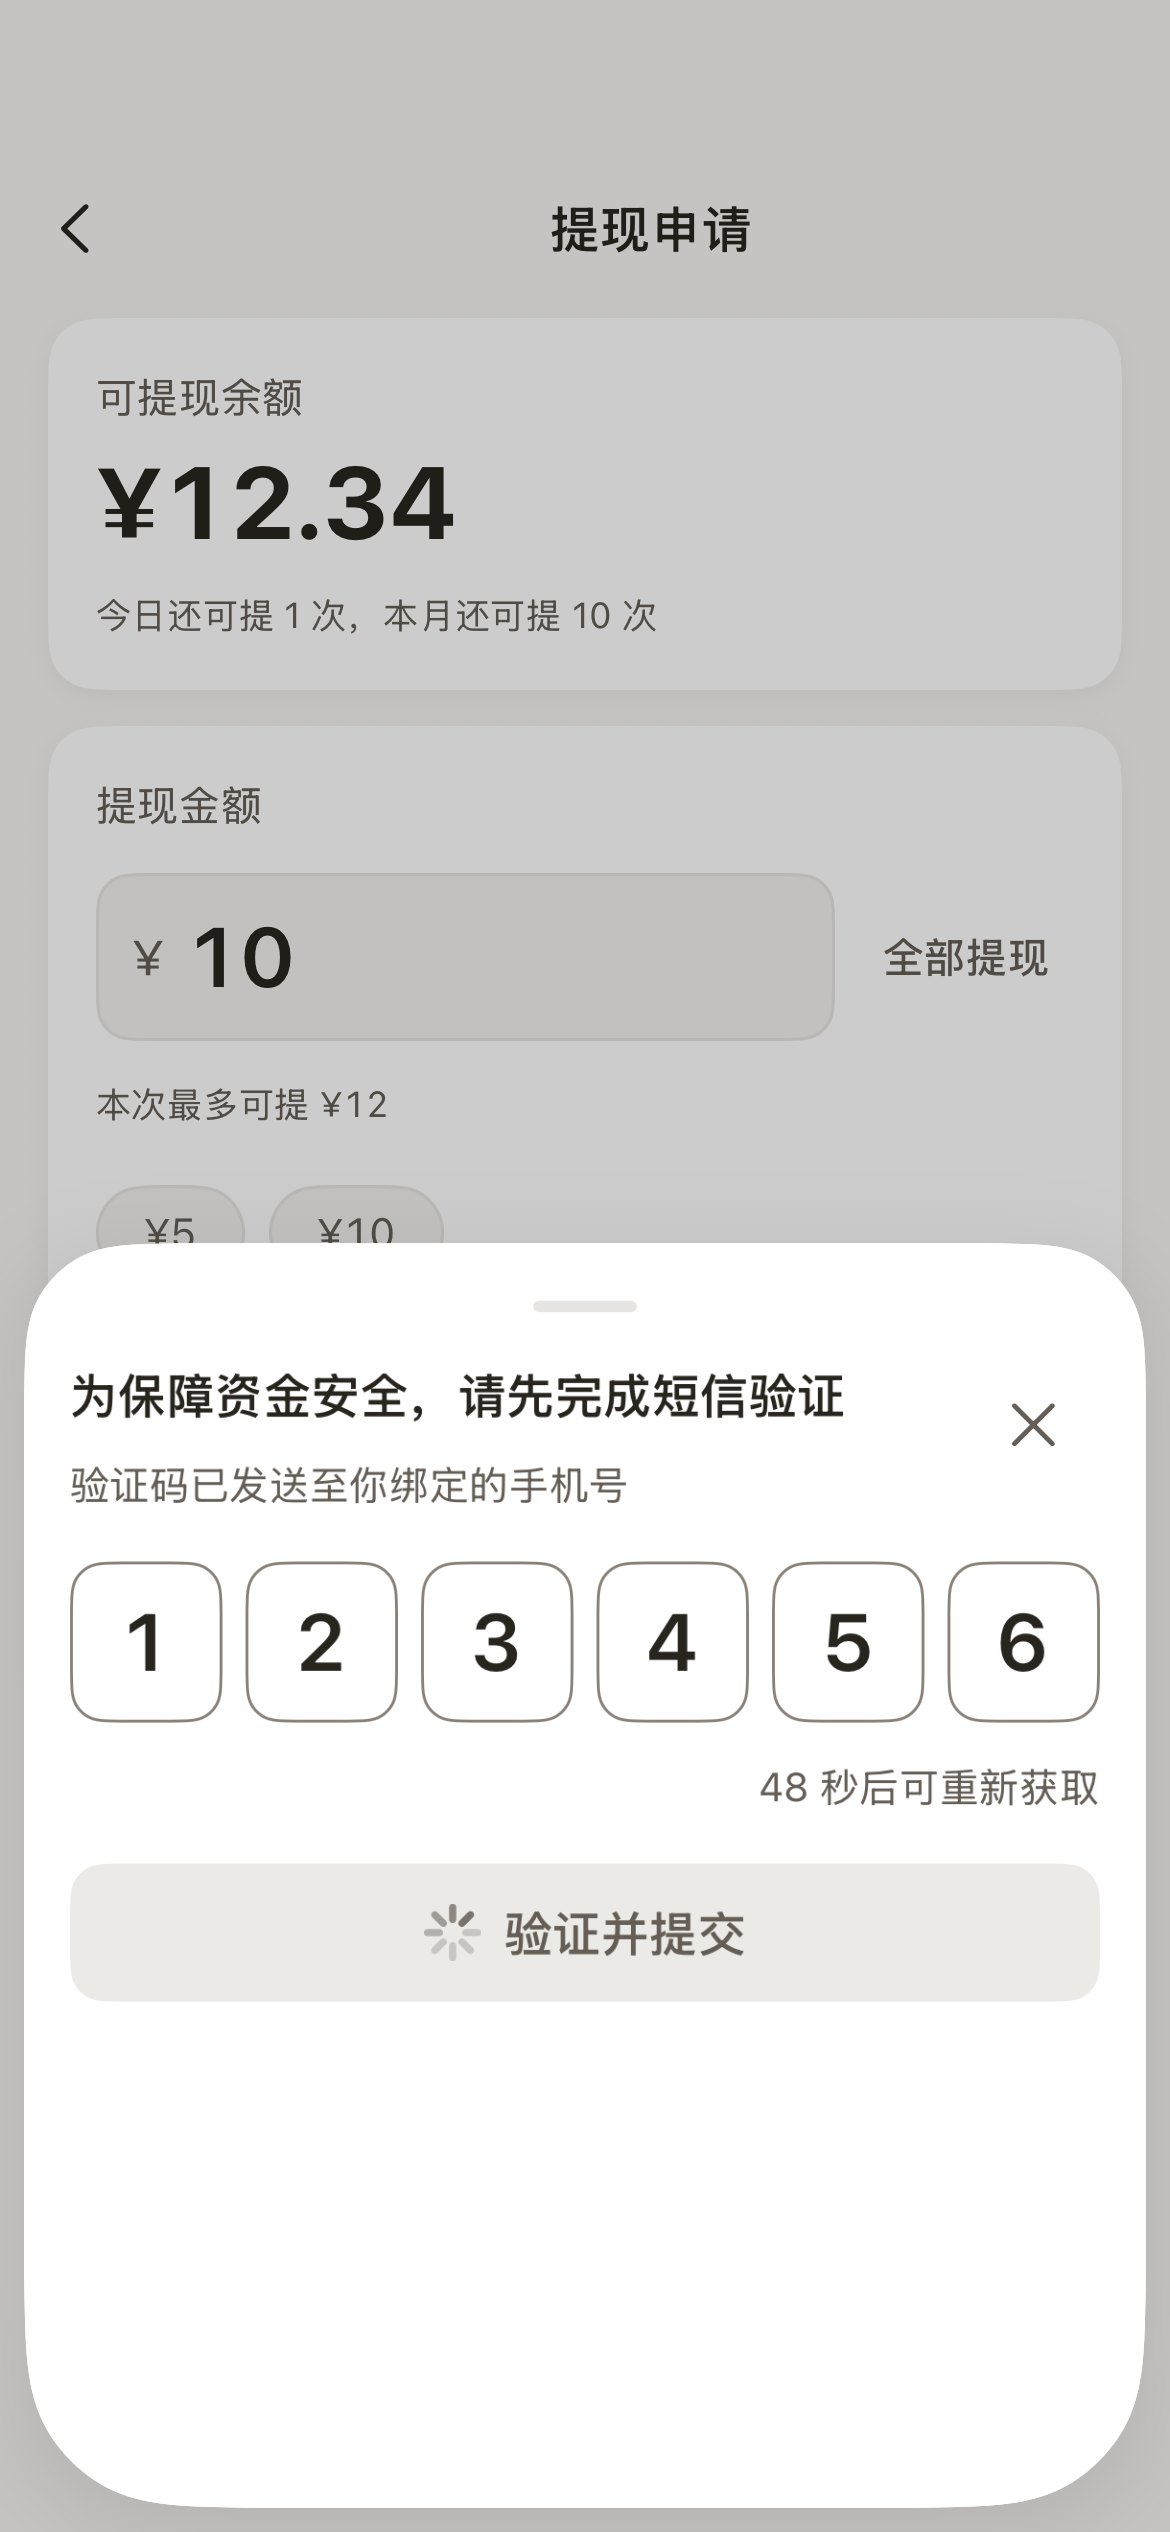 提现申请
可提现余额
¥12.34
今日还可提 1 次，本月还可提 10 次
提现金额
¥ 10
全部提现
本次最多可提 ¥12
¥5
¥10
为保障资金安全，请先完成短信验证
验证码已发送至你绑定的手机号
1 2 3 4 5 6
48 秒后可重新获取
验证并提交